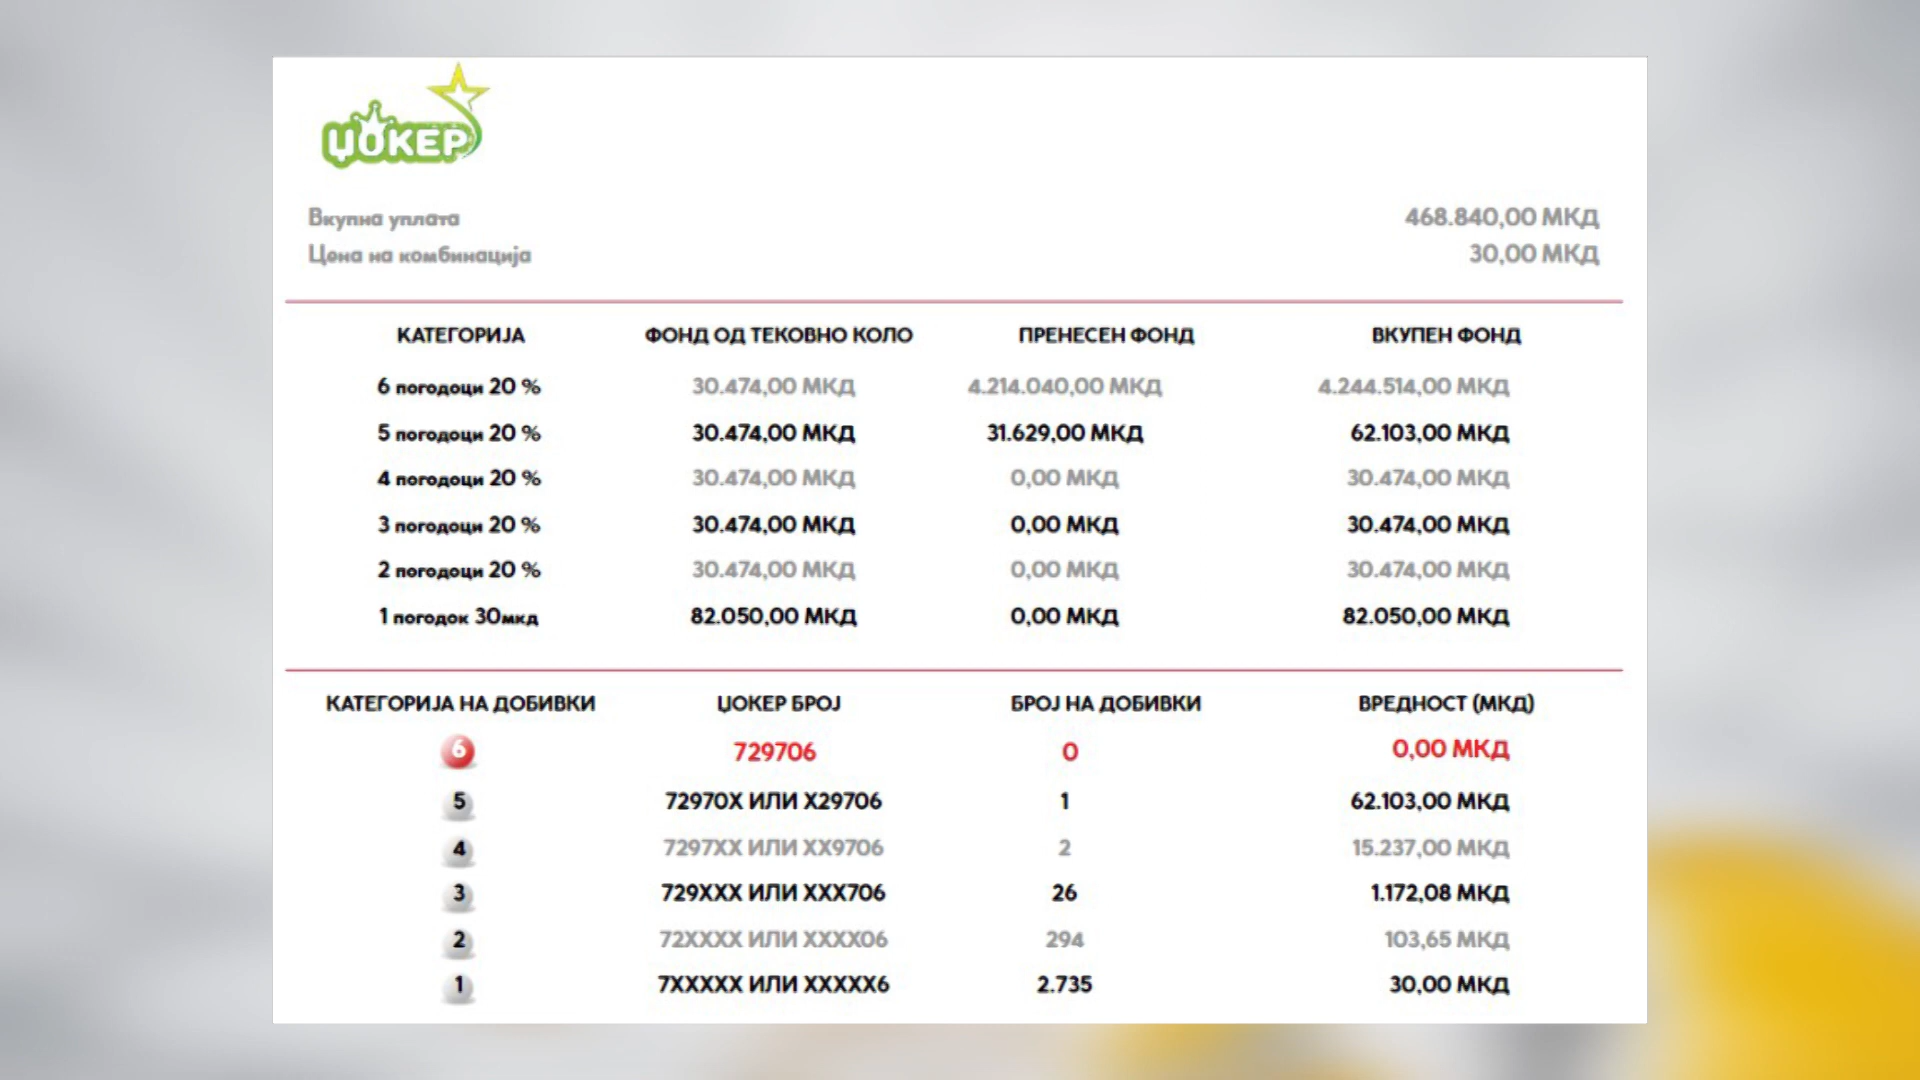 ЏОКЕР
Вкупна уплата 468.840,00 МКД
Цена на комбинација 30,00 МКД
КАТЕГОРИЈА ФОНД ОД ТЕКОВНО КОЛО ПРЕНЕСЕН ФОНД ВКУПЕН ФОНД
6 погодоци 20 % 30.474,00 МКД 4.214.040,00 МКД 4.244.514,00 МКД
5 погодоци 20 % 30.474,00 МКД 31.629,00 МКД 62.103,00 МКД
4 погодоци 20 % 30.474,00 МКД 0,00 МКД 30.474,00 МКД
3 погодоци 20 % 30.474,00 МКД 0,00 МКД 30.474,00 МКД
2 погодоци 20 % 30.474,00 МКД 0,00 МКД 30.474,00 МКД
1 погодок 30мкд 82.050,00 МКД 0,00 МКД 82.050,00 МКД
КАТЕГОРИЈА НА ДОБИВКИ ЏОКЕР БРОЈ БРОЈ НА ДОБИВКИ ВРЕДНОСТ (МКД)
6 729706 0 0,00 МКД
5 72970X ИЛИ X29706 1 62.103,00 МКД
4 7297XX ИЛИ XX9706 2 15.237,00 МКД
3 729XXX ИЛИ XXX706 26 1.172,08 МКД
2 72XXXX ИЛИ XXXX06 294 103,65 МКД
1 7XXXXX ИЛИ XXXXX6 2.735 30,00 МКД